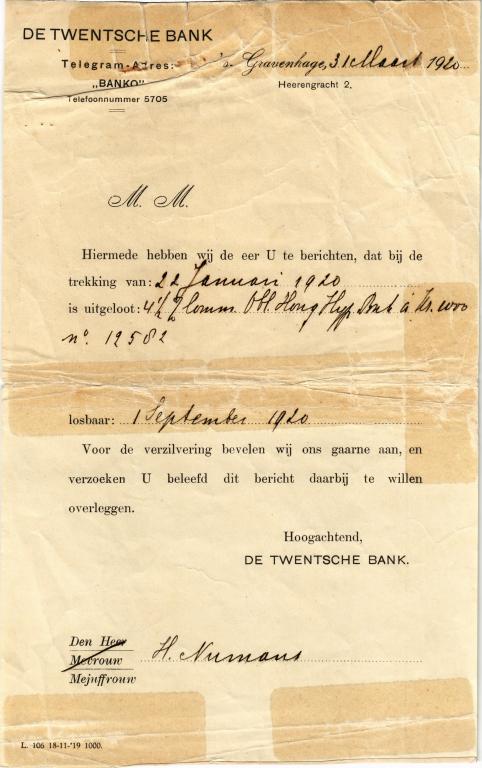 DE TWENTSCHE BANK
Telegram-Adres:
„BANKO"
Telefoonnummer 5705
's- Gravenhage, 31 Maart 1920
Heerengracht 2.
M. M.
Hiermede hebben wij de eer U te berichten, dat bij de
trekking van: 22 Januari 1920
is uitgeloot: 4½ % Comm. Obl. Hong Hyp. Bank à Kr. 1000
no. 12582
losbaar: 1 September 1920
Voor de verzilvering bevelen wij ons gaarne aan, en
verzoeken U beleefd dit bericht daarbij te willen
overleggen.
Hoogachtend,
DE TWENTSCHE BANK.
Den Heer
Mevrouw H. Numans
Mejuffrouw
L. 106 18-11-'19 1000.